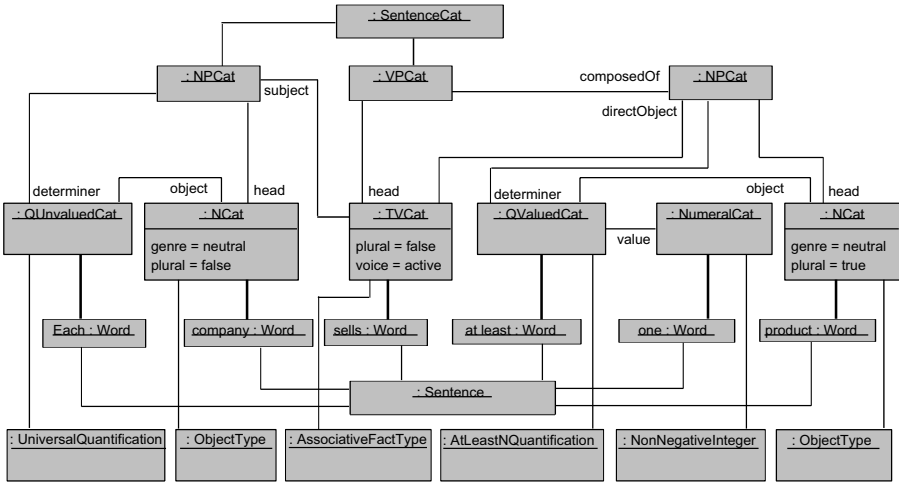 : SentenceCat
: NPCat
: VPCat
: NPCat
subject
composedOf
directObject
determiner
object
head
head
determiner
object
head
: QUnvaluedCat
: NCat
genre = neutral
plural = false
: TVCat
plural = false
voice = active
: QValuedCat
value
: NumeralCat
: NCat
genre = neutral
plural = true
Each : Word
company : Word
sells : Word
at least : Word
one : Word
product : Word
: Sentence
: UniversalQuantification
: ObjectType
: AssociativeFactType
: AtLeastNQuantification
: NonNegativeInteger
: ObjectType